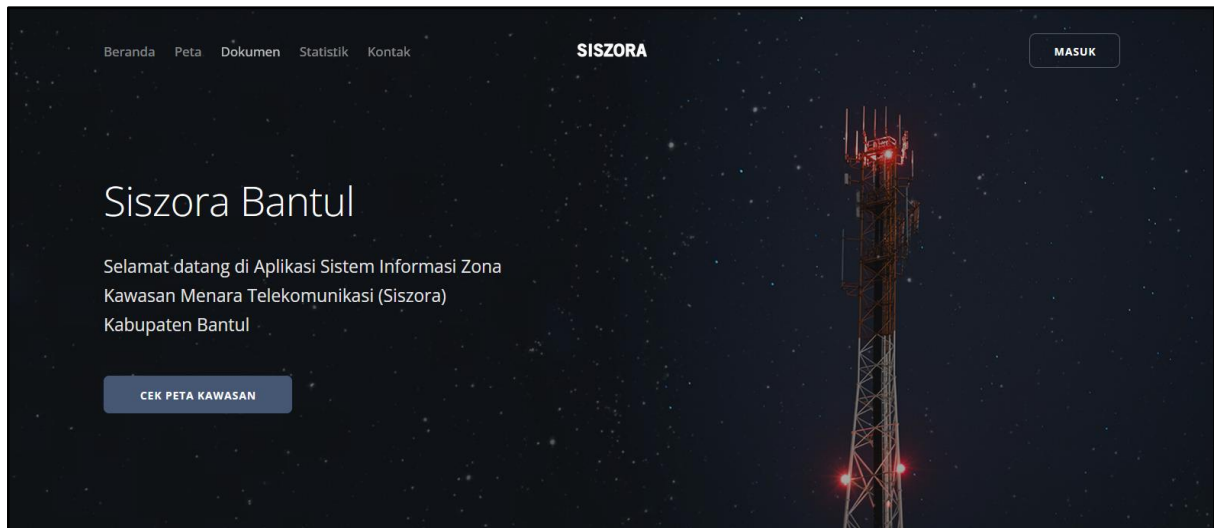 Beranda Peta Dokumen Statistik Kontak
SISZORA
MASUK
Siszora Bantul
Selamat datang di Aplikasi Sistem Informasi Zona
Kawasan Menara Telekomunikasi (Siszora)
Kabupaten Bantul
CEK PETA KAWASAN